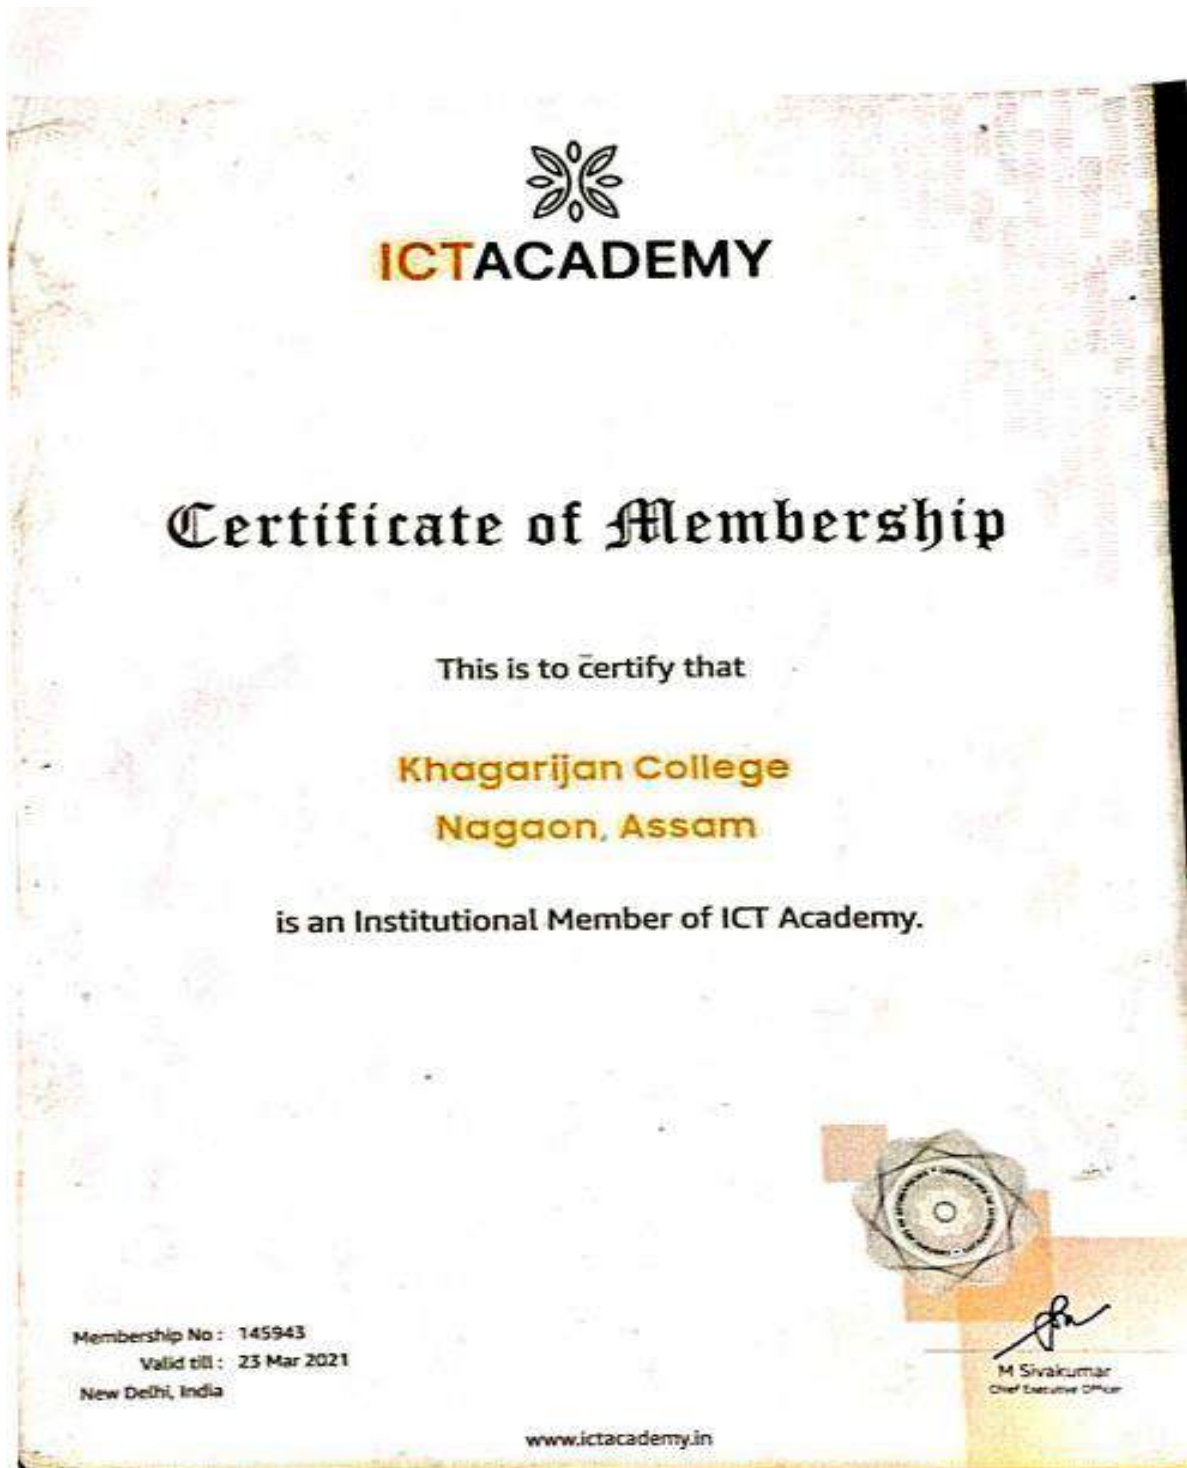 ICTACADEMY
Certificate of Membership
This is to certify that
Khagarijan College
Nagaon, Assam
is an Institutional Member of ICT Academy.
Membership No : 145943
Valid till : 23 Mar 2021
New Delhi, India
M Sivakumar
Chief Executive Officer
www.ictacademy.in